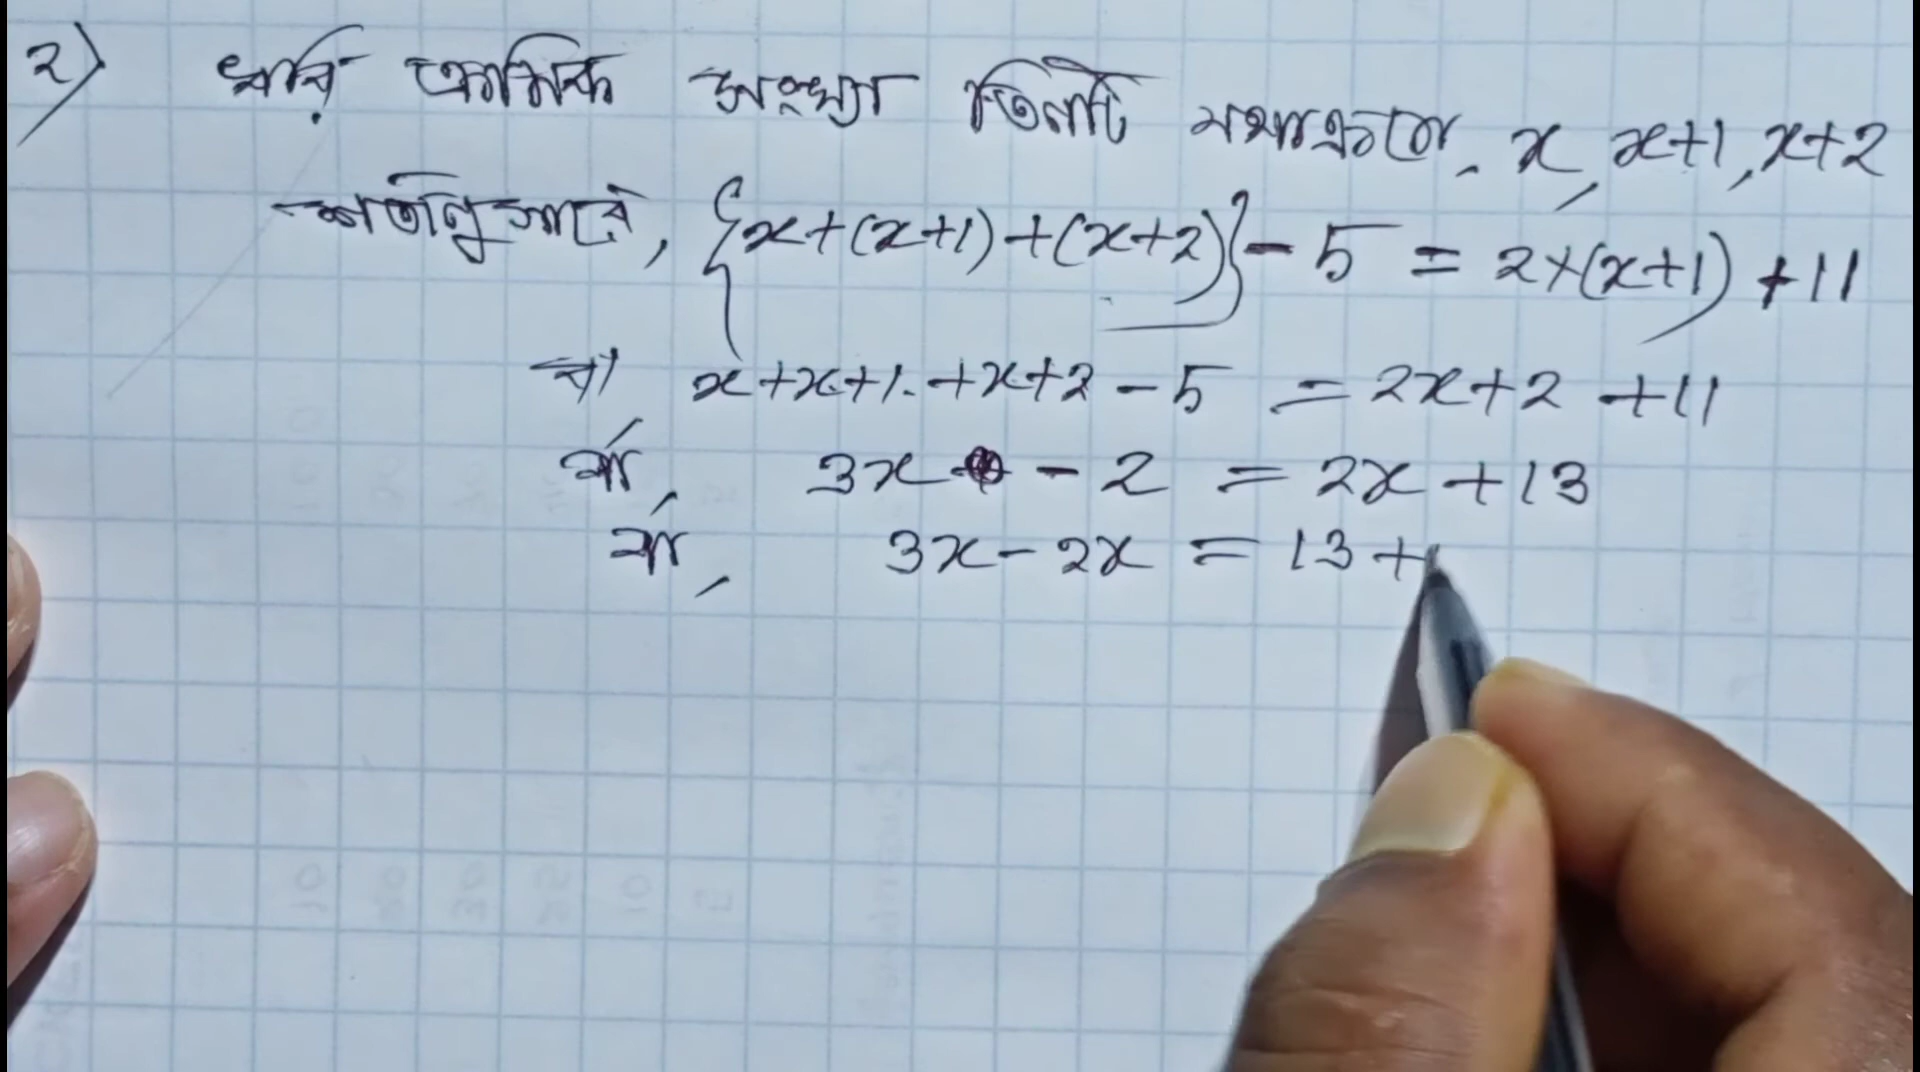 ২) ধরি ক্রমিক সংখ্যা তিনটি যথাক্রমে, x, x+1, x+2
শর্তানুসারে, {x+(x+1)+(x+2)} - 5 = 2×(x+1) +11
বা, x+x+1+x+2-5 = 2x+2 +11
বা, 3x - 2 = 2x +13
বা, 3x - 2x = 13 +